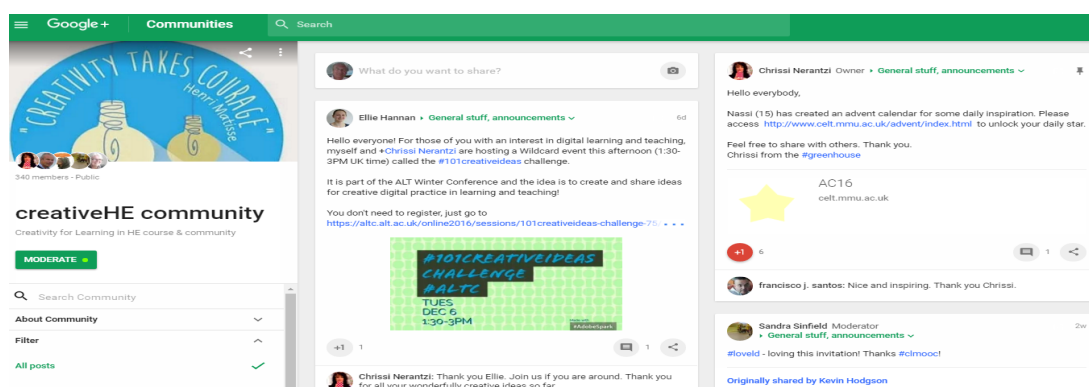 Google+ Communities Search
"CREATIVITY TAKES COURAGE"
Henri Matisse
340 members - Public
creativeHE community
Creativity for Learning in HE course & community
MODERATE
Search Community
About Community
Filter
All posts
What do you want to share?
Ellie Hannan ▸ General stuff, announcements 6d
Hello everyone! For those of you with an interest in digital learning and teaching,
myself and +Chrissi Nerantzi are hosting a Wildcard event this afternoon (1:30-
3PM UK time) called the #101creativeideas challenge.
It is part of the ALT Winter Conference and the idea is to create and share ideas
for creative digital practice in learning and teaching!
You don't need to register, just go to
https://altc.alt.ac.uk/online2016/sessions/101creativeideas-challenge-75
#101CREATIVEIDEAS
CHALLENGE
#ALTC
TUES
DEC 6
1:30-3PM
#AdobeSpark
+1 1 1
Chrissi Nerantzi: Thank you Ellie. Join us if you are around. Thank you
for all your wonderfully creative ideas so far
Chrissi Nerantzi Owner ▸ General stuff, announcements
Hello everybody,
Nassi (15) has created an advent calendar for some daily inspiration. Please
access http://www.celt.mmu.ac.uk/advent/index.html to unlock your daily star.
Feel free to share with others. Thank you.
Chrissi from the #greenhouse
AC16
celt.mmu.ac.uk
+1 6 1
francisco j. santos: Nice and inspiring. Thank you Chrissi.
Sandra Sinfield Moderator 2w
▸ General stuff, announcements
#loveld - loving this invitation! Thanks #clmooc!
Originally shared by Kevin Hodgson